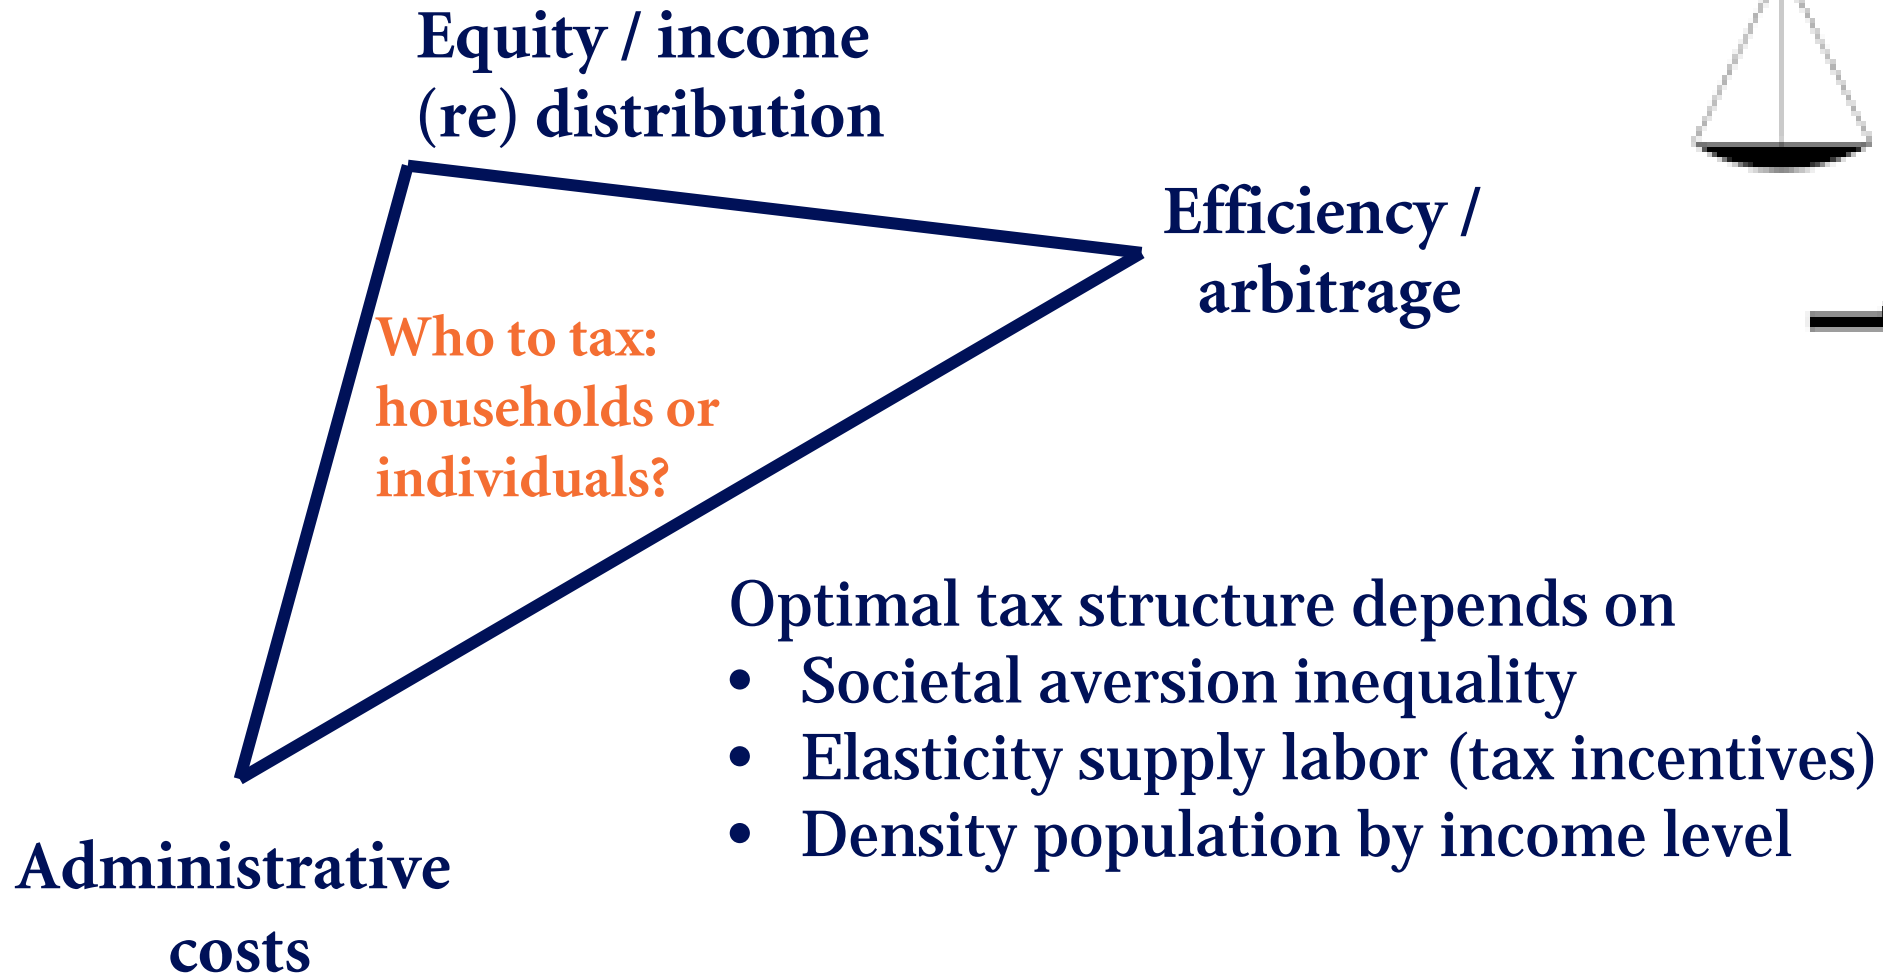 Equity / income
(re) distribution
Efficiency /
arbitrage
Who to tax:
households or
individuals?
Optimal tax structure depends on
• Societal aversion inequality
• Elasticity supply labor (tax incentives)
• Density population by income level
Administrative
costs